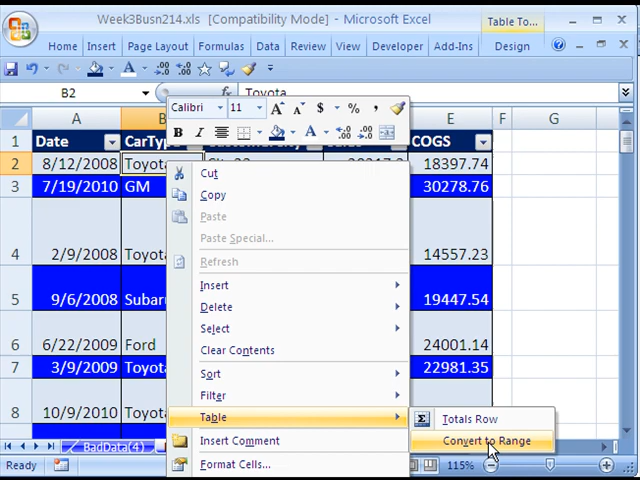 Week3Busn214.xls [Compatibility Mode] - Microsoft Excel
Table To...
Home Insert Page Layout Formulas Data Review View Developer Add-Ins Design
B2 Toyota
Calibri 11 A A $ % ,
B I A
A E F G
1 Date CarType COGS
2 8/12/2008 Toyota 18397.74
3 7/19/2010 GM 30278.76
4 2/9/2008 Toyota 14557.23
5 9/6/2008 Subaru 19447.54
6 6/22/2009 Ford 24001.14
7 3/9/2009 Toyota 22981.35
8 10/9/2010 Toyota
Cut
Copy
Paste
Paste Special...
Refresh
Insert
Delete
Select
Clear Contents
Sort
Filter
Table
Insert Comment
Format Cells...
Σ Totals Row
Convert to Range
BadData(4)
Ready 115%